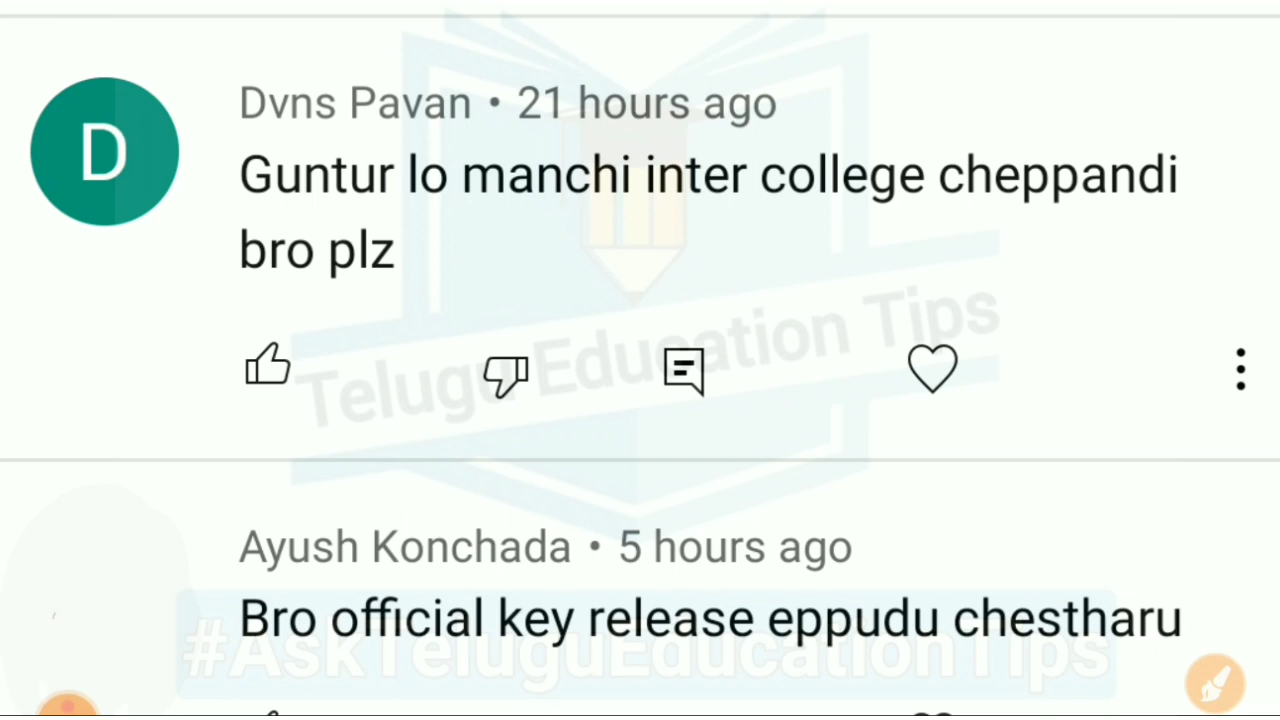 D
Dvns Pavan • 21 hours ago
Guntur lo manchi inter college cheppandi
bro plz
Telugu Education Tips
Ayush Konchada • 5 hours ago
Bro official key release eppudu chestharu
#AskTeluguEducationTips